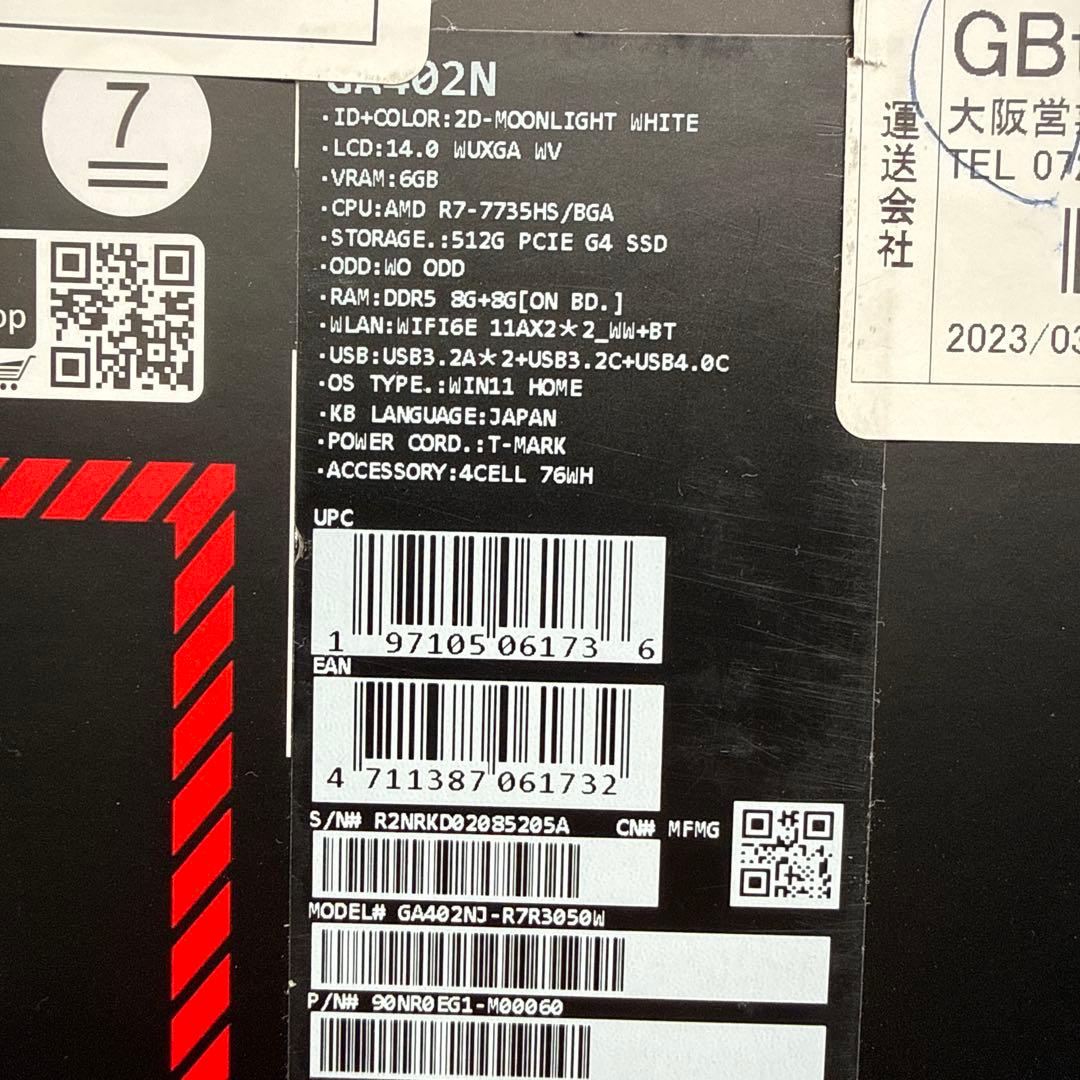 7
op
GA402N
·ID+COLOR:2D-MOONLIGHT WHITE
·LCD:14.0 WUXGA WV
·VRAM:6GB
·CPU:AMD R7-7735HS/BGA
·STORAGE.:512G PCIE G4 SSD
·ODD:WO ODD
·RAM:DDR5 8G+8G[ON BD.]
·WLAN:WIFI6E 11AX2*2_WW+BT
·USB:USB3.2A*2+USB3.2C+USB4.0C
·OS TYPE.:WIN11 HOME
·KB LANGUAGE:JAPAN
·POWER CORD.:T-MARK
·ACCESSORY:4CELL 76WH
UPC
1 97105 06173 6
EAN
4 711387 061732
S/N# R2NRKD02085205A CN# MFMG
MODEL# GA402NJ-R7R3050W
P/N# 90NR0EG1-M00060
運送会社
GB
大阪営
TEL 07
2023/03